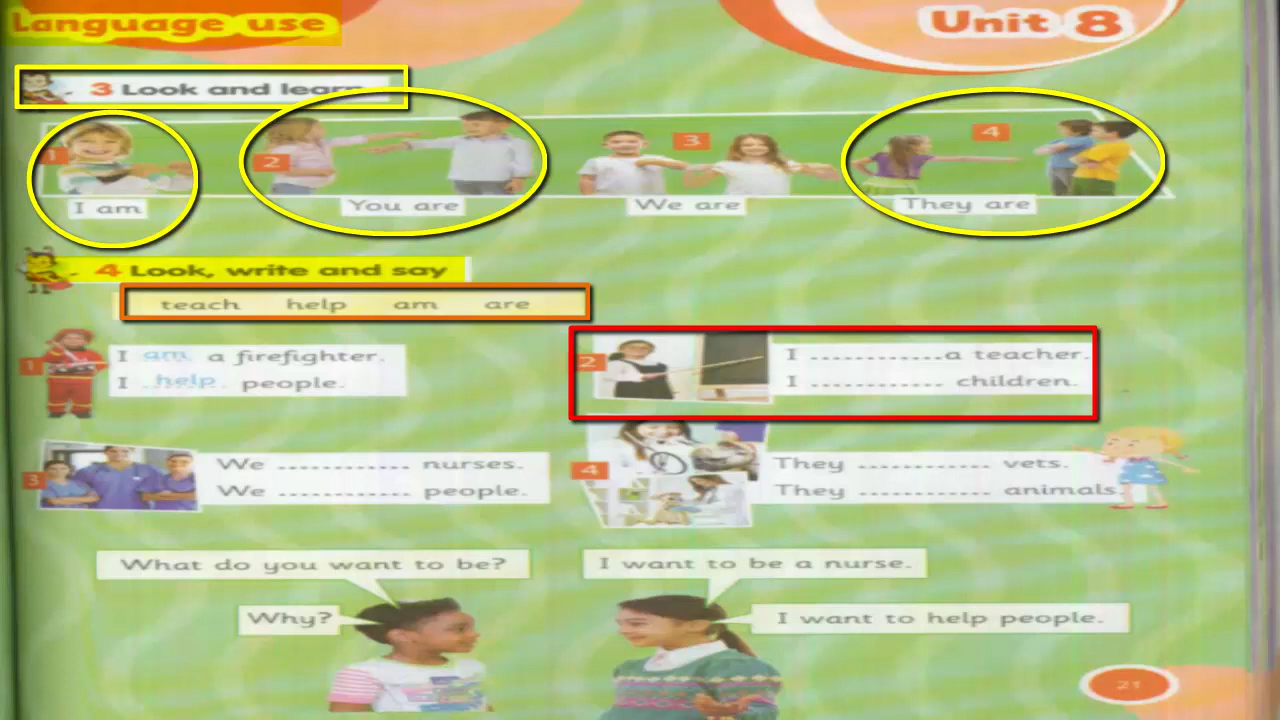 Language use
Unit 8
3 Look and learn
1
2
3
4
I am
You are
We are
They are
4 Look, write and say
teach help am are
1
I .am. a firefighter.
I ..help.. people.
2
I ............a teacher.
I ............ children.
3
We ............ nurses.
We ............ people.
4
They ............ vets.
They ............ animals.
What do you want to be?
I want to be a nurse.
Why?
I want to help people.
21